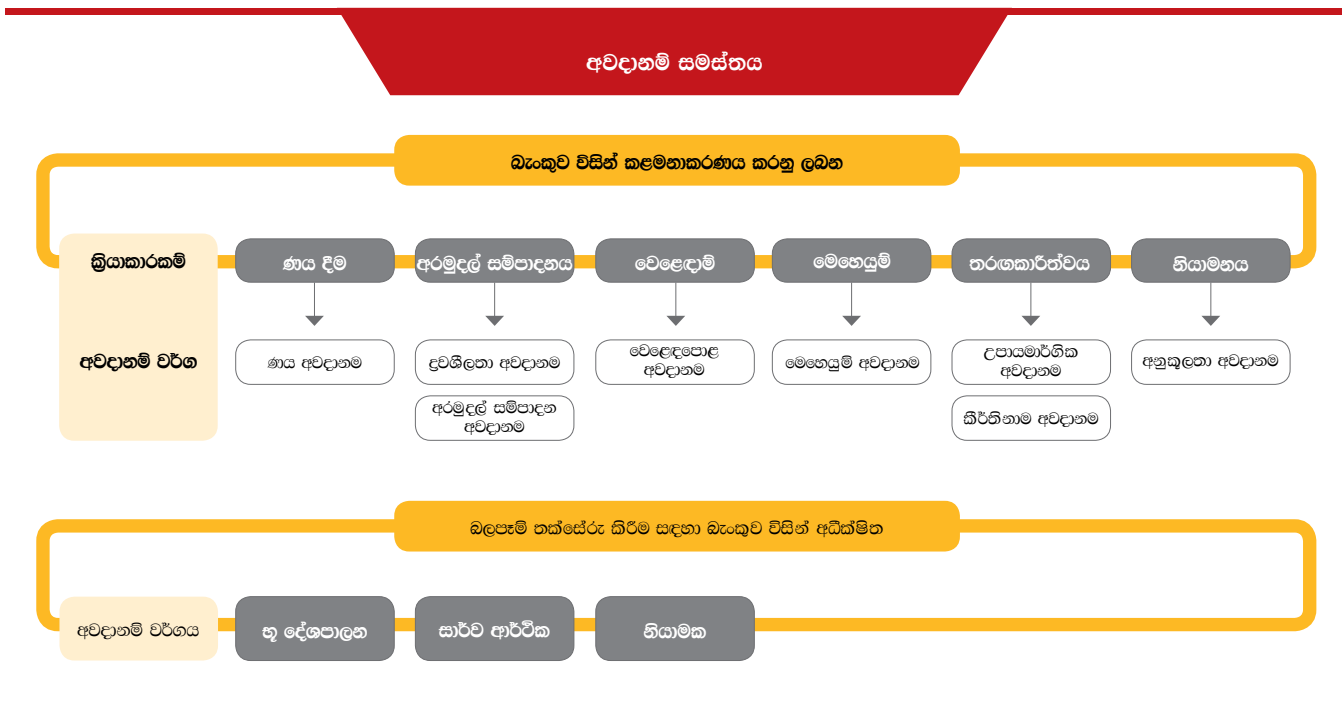 අවදානම් සමස්තය
බැංකුව විසින් කළමනාකරණය කරනු ලබන
ක්‍රියාකාරකම්
ණය දීම
අරමුදල් සම්පාදනය
වෙළෙඳාම්
මෙහෙයුම්
තරඟකාරීත්වය
නියාමනය
අවදානම් වර්ග
ණය අවදානම
ද්‍රවශීලතා අවදානම
වෙළෙඳපොළ
අවදානම
මෙහෙයුම් අවදානම
උපායමාර්ගික
අවදානම
අනුකූලතා අවදානම
අරමුදල් සම්පාදන
අවදානම
කීර්තිනාම අවදානම
බලපෑම් තක්සේරු කිරීම සඳහා බැංකුව විසින් අධීක්ෂිත
අවදානම් වර්ගය
භූ දේශපාලන
සාර්ව ආර්ථික
නියාමක